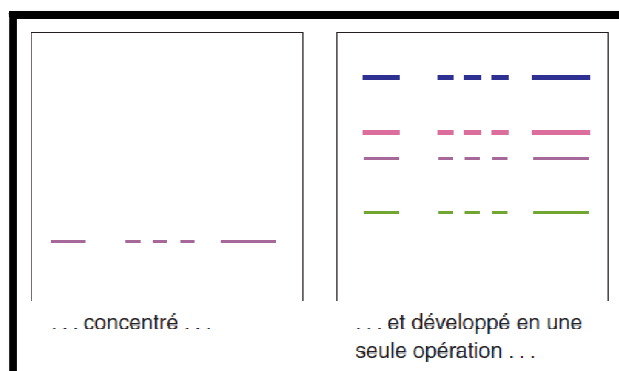 . . . concentré . . .
. . . et développé en une
seule opération . . .